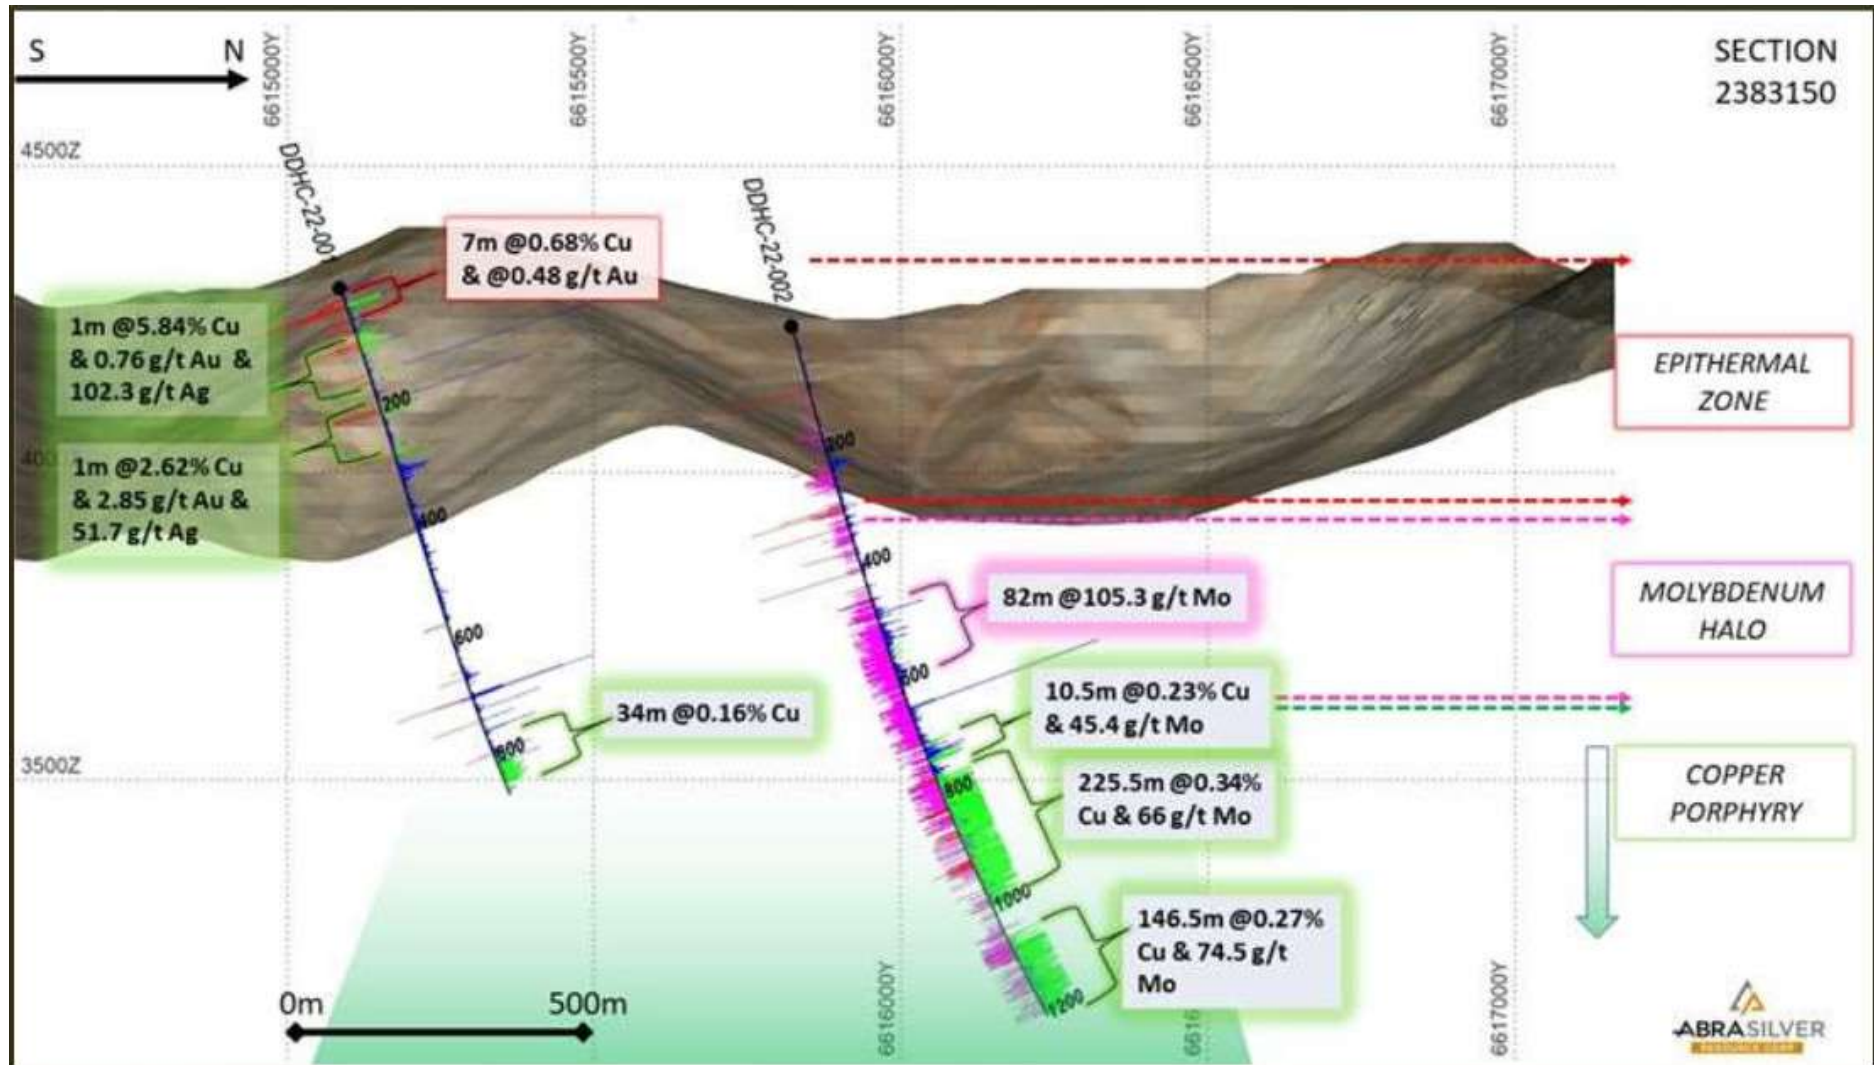 S
N
6615000Y
6615500Y
6616000Y
6616500Y
6617000Y
SECTION
2383150
4500Z
DDHC-22-001
DDHC-22-002
7m @0.68% Cu
& @0.48 g/t Au
1m @5.84% Cu
& 0.76 g/t Au &
102.3 g/t Ag
200
200
EPITHERMAL
ZONE
1m @2.62% Cu
& 2.85 g/t Au &
51.7 g/t Ag
400
400
82m @105.3 g/t Mo
MOLYBDENUM
HALO
600
600
34m @0.16% Cu
10.5m @0.23% Cu
& 45.4 g/t Mo
3500Z
800
800
225.5m @0.34%
Cu & 66 g/t Mo
COPPER
PORPHYRY
1000
146.5m @0.27%
Cu & 74.5 g/t
Mo
1200
0m
500m
6616000Y
6617000Y
ABRASILVER
RESOURCE CORP